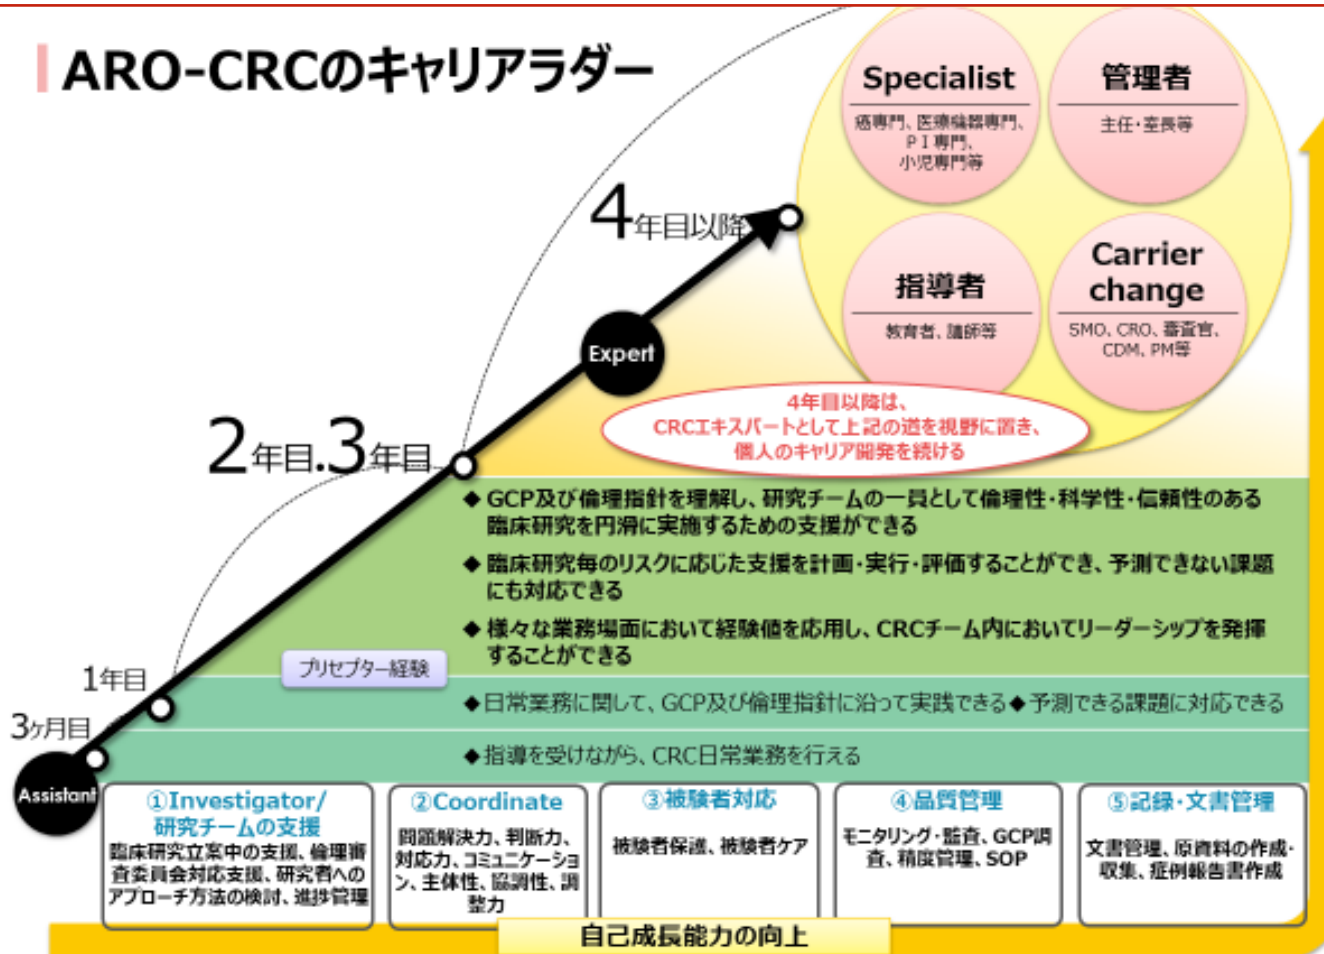 ARO-CRCのキャリアラダー
Specialist
癌専門、医療機器専門、
PI専門、
小児専門等
管理者
主任・室長等
4年目以降
指導者
教育者、講師等
Carrier
change
SMO、CRO、審査官、
CDM、PM等
Expert
4年目以降は、
CRCエキスパートとして上記の道を視野に置き、
個人のキャリア開発を続ける
2年目.3年目
◆ GCP及び倫理指針を理解し、研究チームの一員として倫理性・科学性・信頼性のある
臨床研究を円滑に実施するための支援ができる
◆ 臨床研究毎のリスクに応じた支援を計画・実行・評価することができ、予測できない課題
にも対応できる
◆ 様々な業務場面において経験値を応用し、CRCチーム内においてリーダーシップを発揮
することができる
プリセプター経験
1年目
◆日常業務に関して、GCP及び倫理指針に沿って実践できる◆予測できる課題に対応できる
3ヶ月目
◆指導を受けながら、CRC日常業務を行える
Assistant
①Investigator/
研究チームの支援
臨床研究立案中の支援、倫理審
査委員会対応支援、研究者への
アプローチ方法の検討、進捗管理
②Coordinate
問題解決力、判断力、
対応力、コミュニケーショ
ン、主体性、協調性、調
整力
③被験者対応
被験者保護、被験者ケア
④品質管理
モニタリング・監査、GCP調
査、精度管理、SOP
⑤記録・文書管理
文書管理、原資料の作成・
収集、症例報告書作成
自己成長能力の向上